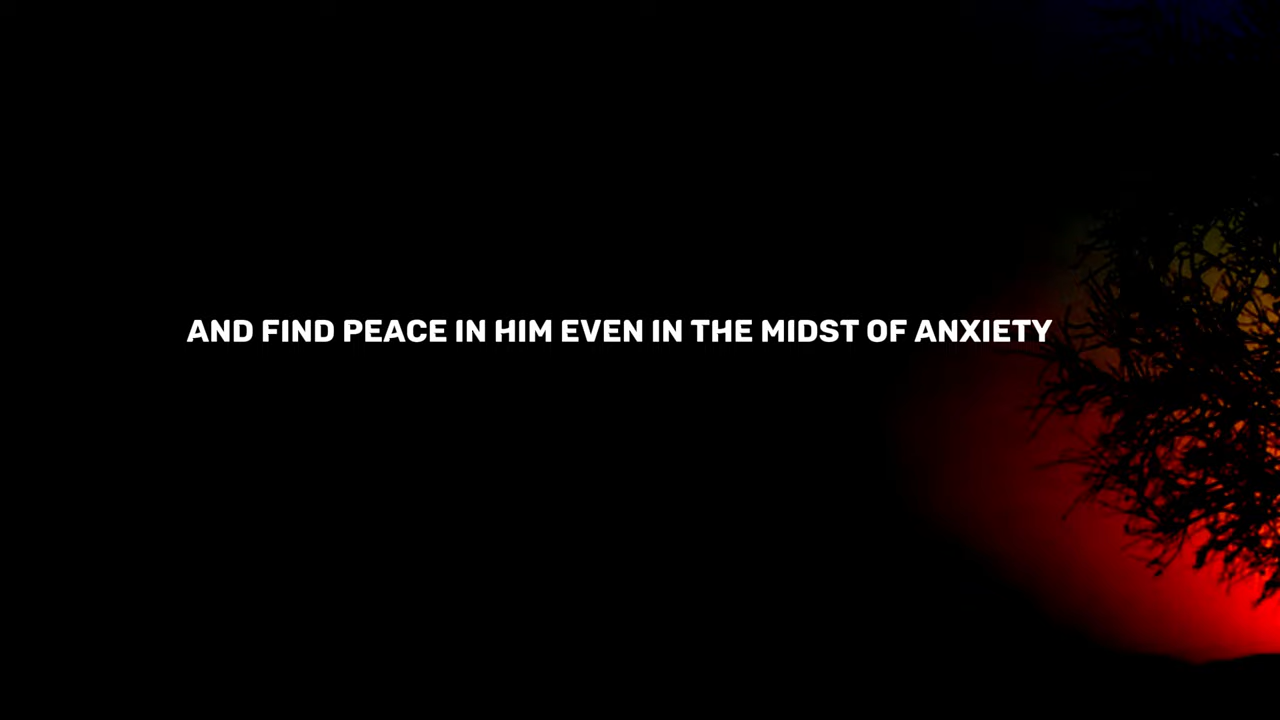 AND FIND PEACE IN HIM EVEN IN THE MIDST OF ANXIETY